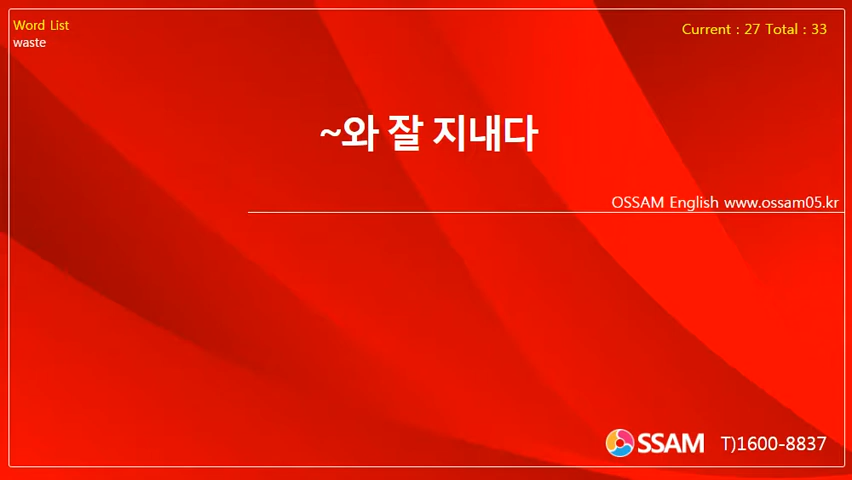 Word List
waste
Current : 27 Total : 33
~와 잘 지내다
OSSAM English www.ossam05.kr
OSSAM T)1600-8837